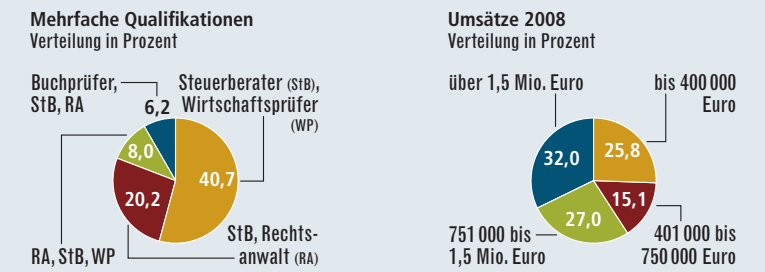 Mehrfache Qualifikationen
Verteilung in Prozent
Buchprüfer,
StB, RA
6,2
Steuerberater (StB),
Wirtschaftsprüfer
(WP)
8,0
40,7
20,2
RA, StB, WP
StB, Rechts-
anwalt (RA)
Umsätze 2008
Verteilung in Prozent
über 1,5 Mio. Euro
bis 400 000
Euro
32,0
25,8
15,1
27,0
751 000 bis
1,5 Mio. Euro
401 000 bis
750 000 Euro